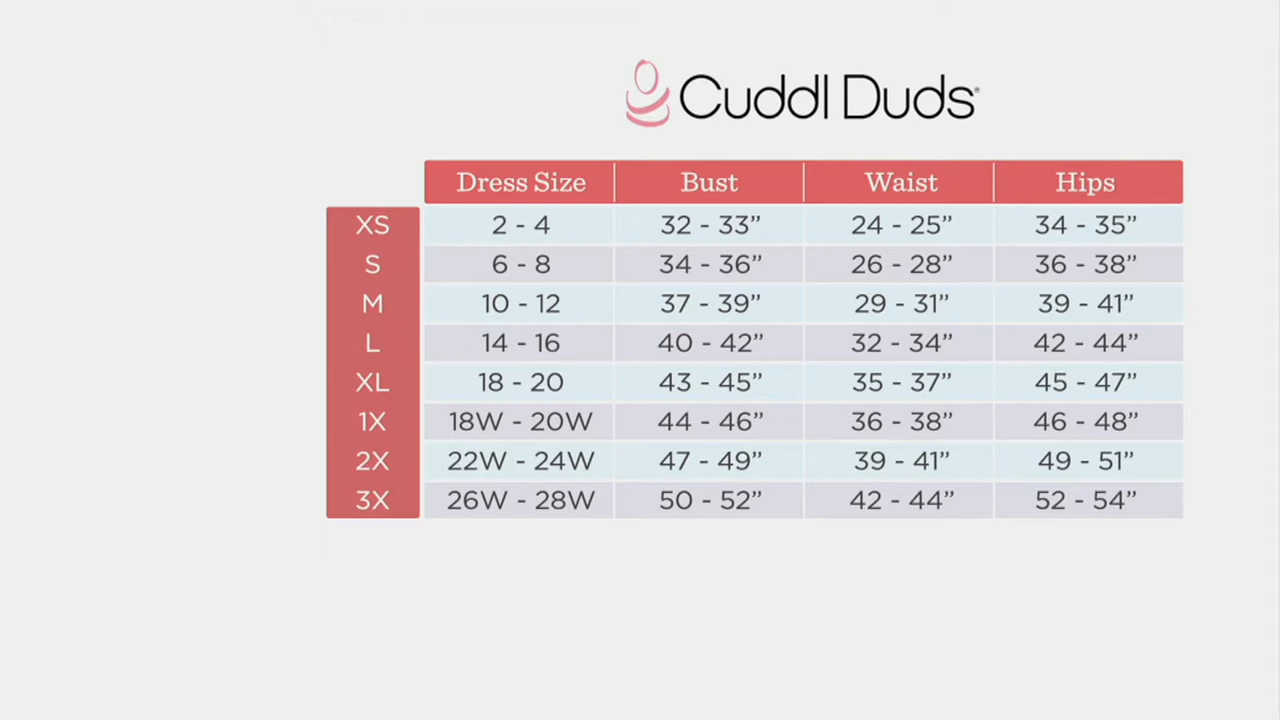 Cuddl Duds®
Dress Size Bust Waist Hips
XS 2 - 4 32 - 33” 24 - 25” 34 - 35”
S 6 - 8 34 - 36” 26 - 28” 36 - 38”
M 10 - 12 37 - 39” 29 - 31” 39 - 41”
L 14 - 16 40 - 42” 32 - 34” 42 - 44”
XL 18 - 20 43 - 45” 35 - 37” 45 - 47”
1X 18W - 20W 44 - 46” 36 - 38” 46 - 48”
2X 22W - 24W 47 - 49” 39 - 41” 49 - 51”
3X 26W - 28W 50 - 52” 42 - 44” 52 - 54”